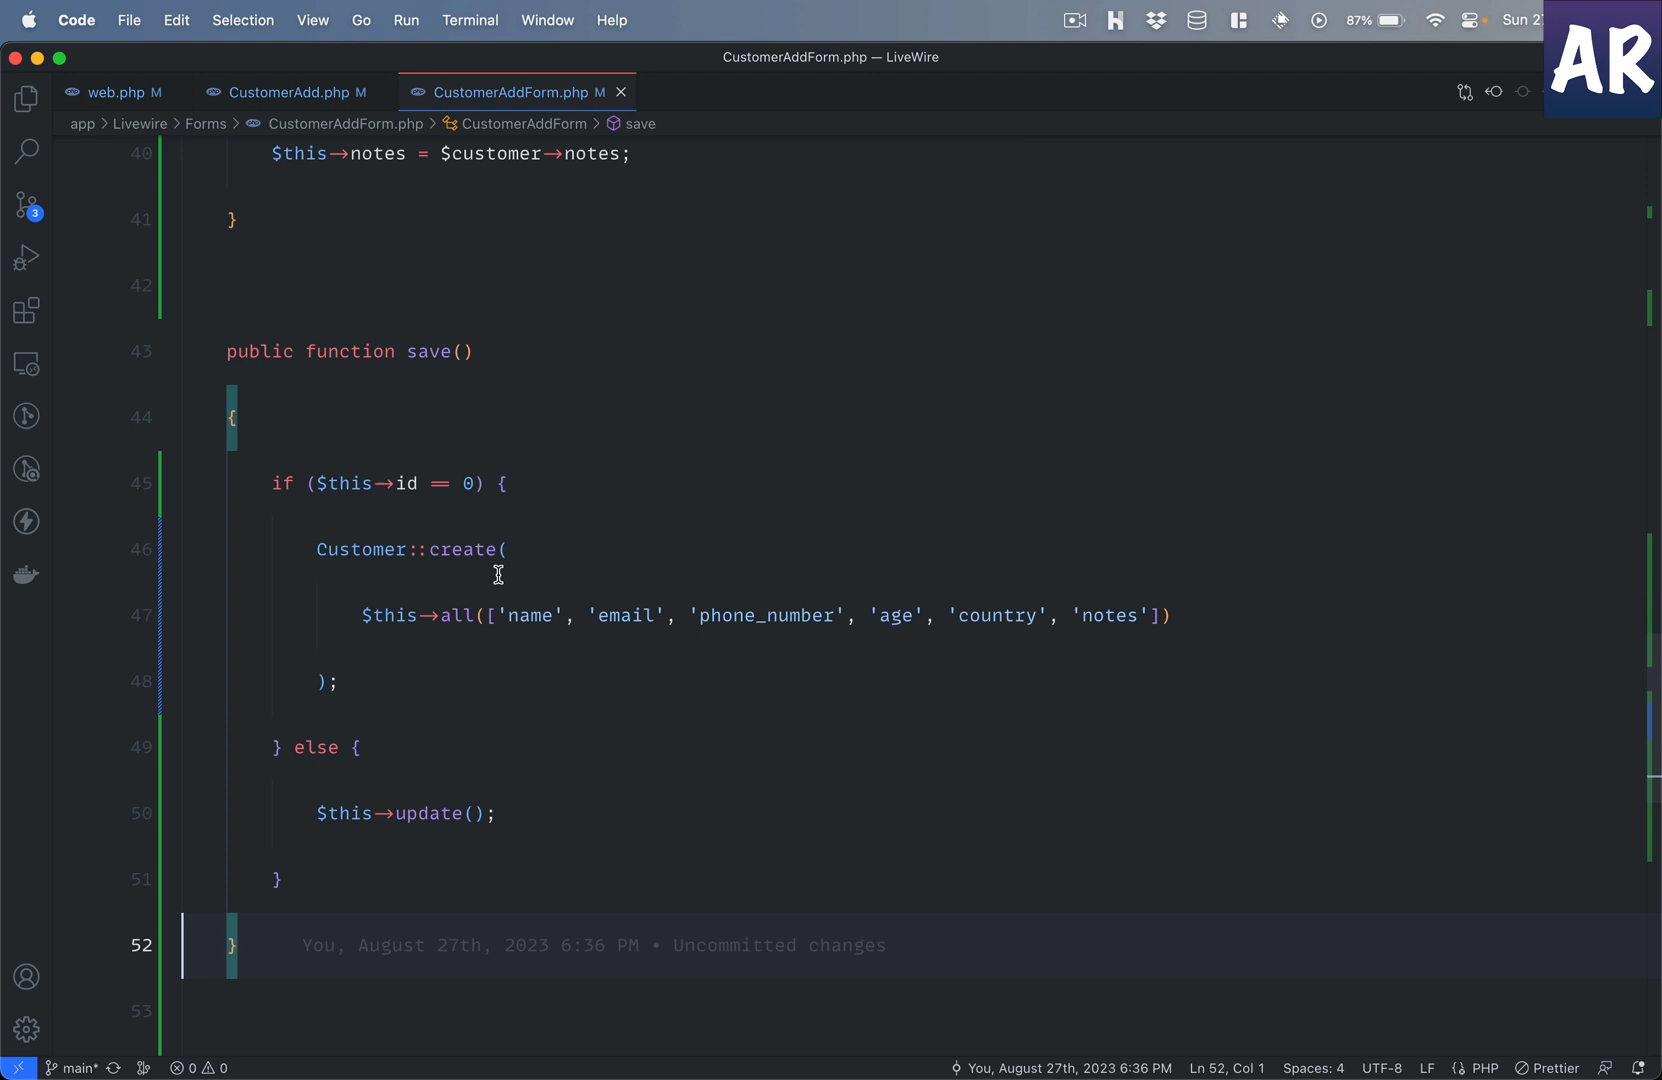 Code File Edit Selection View Go Run Terminal Window Help 87% Sun 27
AR
CustomerAddForm.php — LiveWire
web.php M CustomerAdd.php M CustomerAddForm.php M
app > Livewire > Forms > CustomerAddForm.php > CustomerAddForm > save
40 $this->notes = $customer->notes;
41 }
42
43 public function save()
44 {
45 if ($this->id == 0) {
46 Customer::create(
47 $this->all(['name', 'email', 'phone_number', 'age', 'country', 'notes'])
48 );
49 } else {
50 $this->update();
51 }
52 } You, August 27th, 2023 6:36 PM • Uncommitted changes
53
3
main* 0 0 You, August 27th, 2023 6:36 PM Ln 52, Col 1 Spaces: 4 UTF-8 LF PHP Prettier